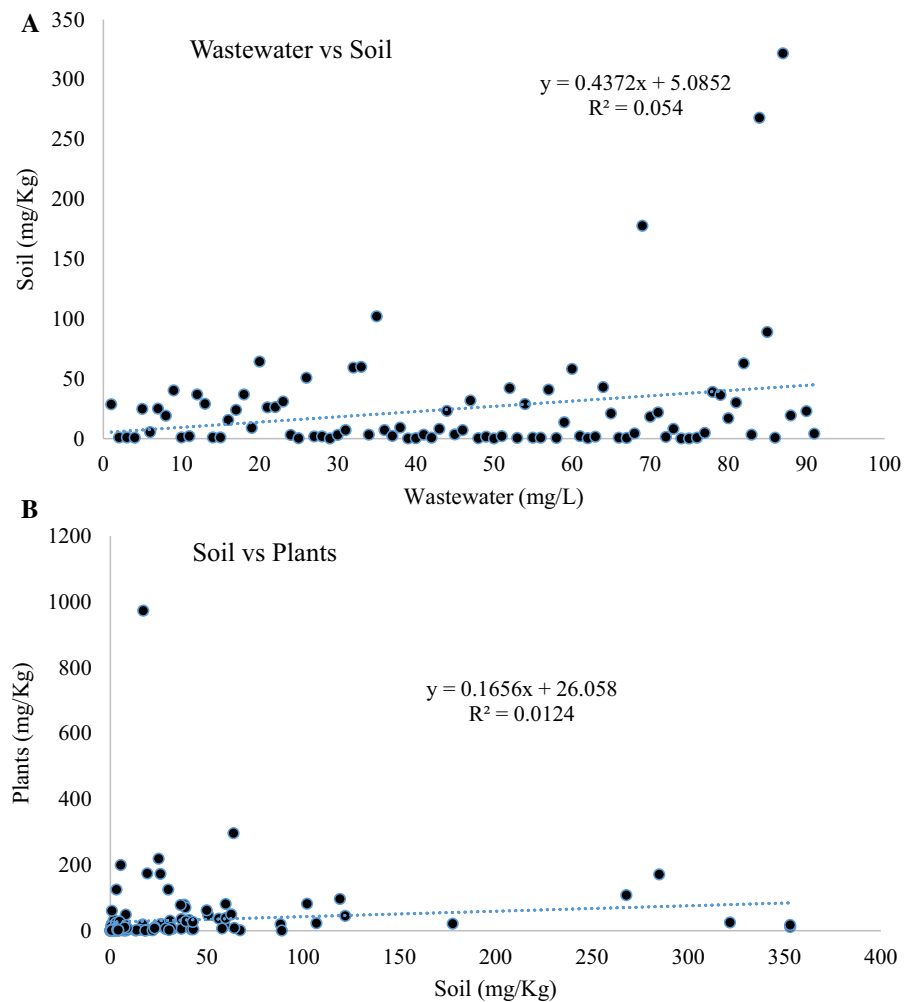 A
Wastewater vs Soil
y = 0.4372x + 5.0852
R² = 0.054
Soil (mg/Kg)
350
300
250
200
150
100
50
0
0 10 20 30 40 50 60 70 80 90 100
Wastewater (mg/L)
B
Soil vs Plants
y = 0.1656x + 26.058
R² = 0.0124
Plants (mg/Kg)
1200
1000
800
600
400
200
0
0 50 100 150 200 250 300 350 400
Soil (mg/Kg)